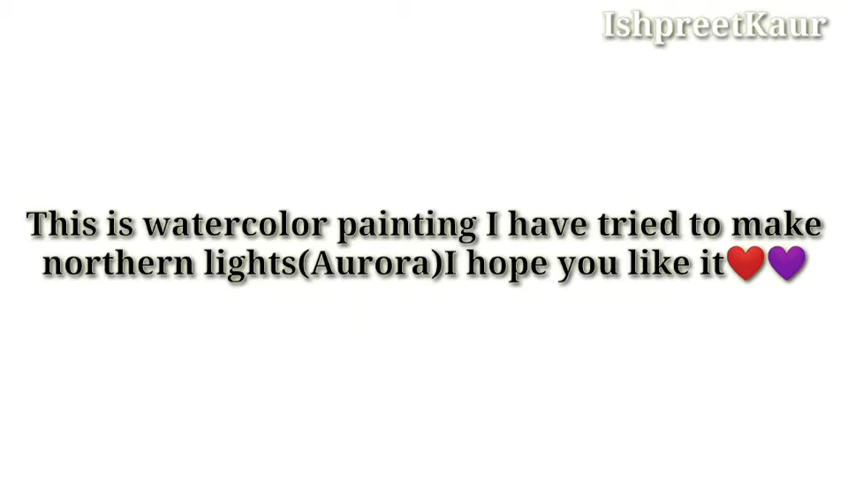 IshpreetKaur
This is watercolor painting I have tried to make
northern lights(Aurora)I hope you like it❤️💜